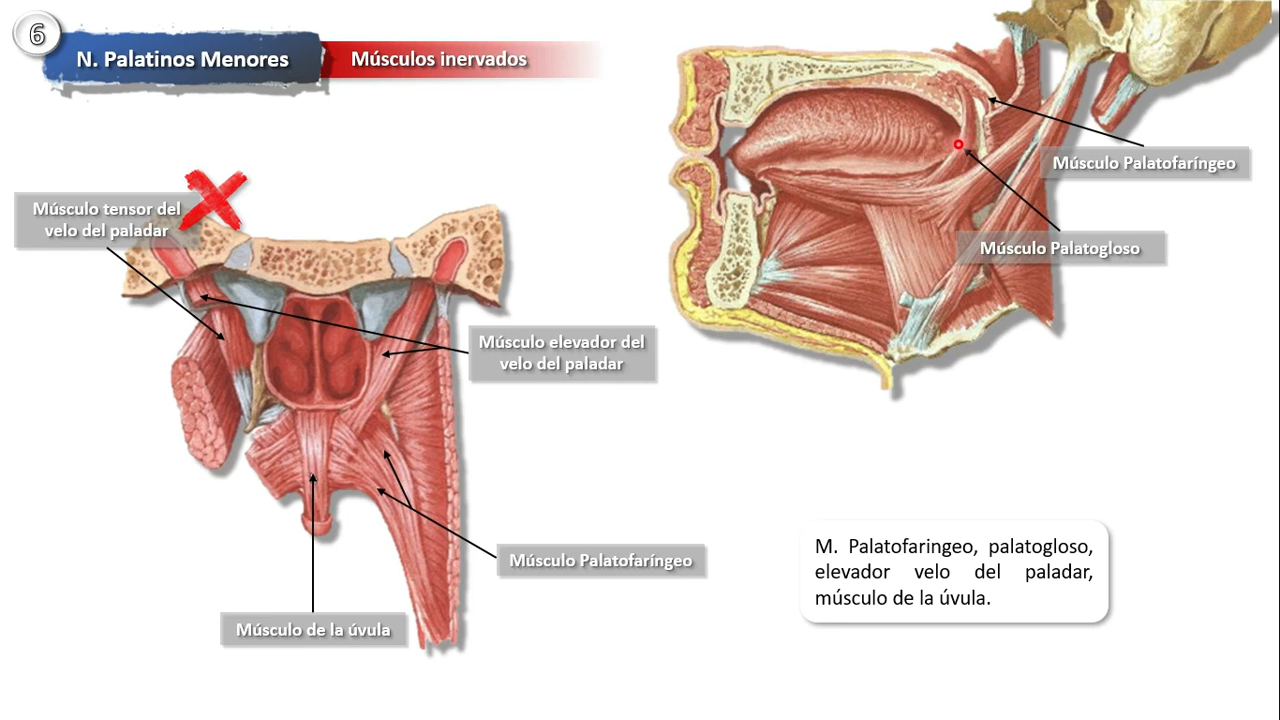 6
N. Palatinos Menores
Músculos inervados
Músculo tensor del
velo del paladar
Músculo elevador del
velo del paladar
Músculo Palatofaríngeo
Músculo de la úvula
Músculo Palatofaríngeo
Músculo Palatogloso
M. Palatofaringeo, palatogloso,
elevador velo del paladar,
músculo de la úvula.